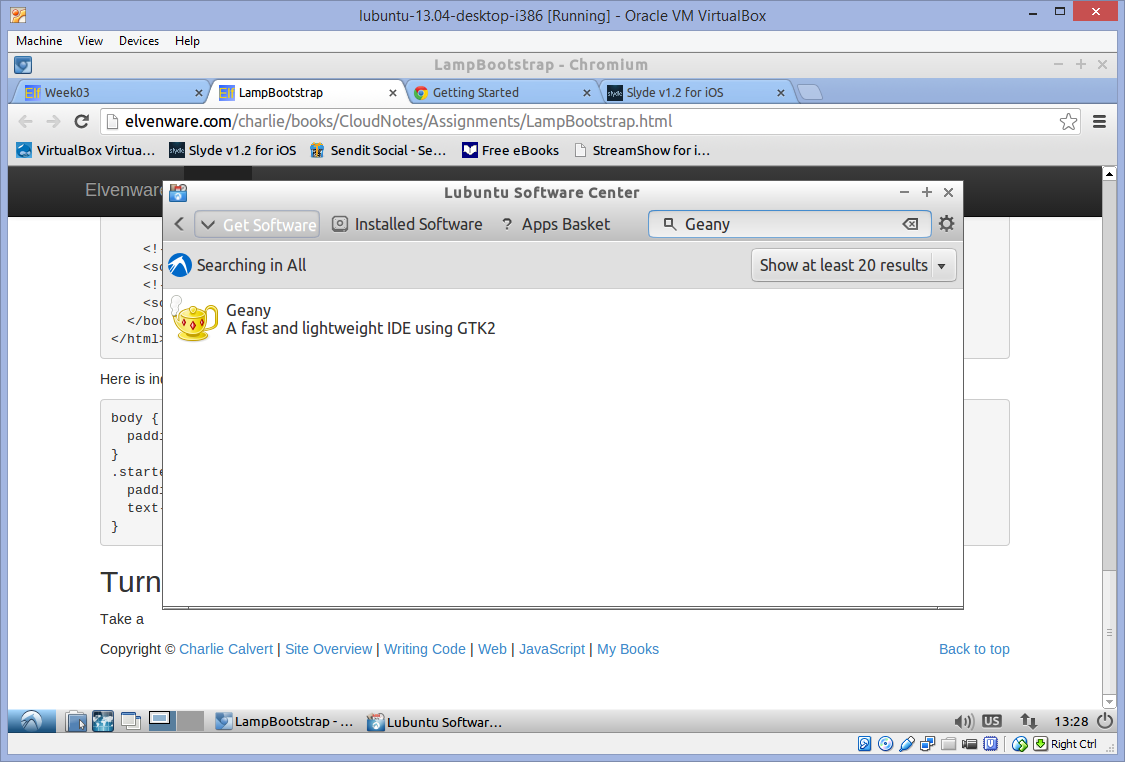 lubuntu-13.04-desktop-i386 [Running] - Oracle VM VirtualBox
Machine View Devices Help
LampBootstrap - Chromium
Elf Week03 Elf LampBootstrap Getting Started slyde Slyde v1.2 for iOS
elvenware.com/charlie/books/CloudNotes/Assignments/LampBootstrap.html
VirtualBox Virtua... slyde Slyde v1.2 for iOS Sendit Social - Se... Free eBooks StreamShow for i...
Elvenware
Lubuntu Software Center
Get Software Installed Software ? Apps Basket Geany
Searching in All Show at least 20 results
Geany
A fast and lightweight IDE using GTK2
<!-
<sc
<!-
<sc
</body
</html>
Here is in
body {
paddi
}
.starte
paddi
text-
}
Turn
Take a
Copyright © Charlie Calvert | Site Overview | Writing Code | Web | JavaScript | My Books Back to top
LampBootstrap - ... Lubuntu Softwar... US 13:28
Right Ctrl